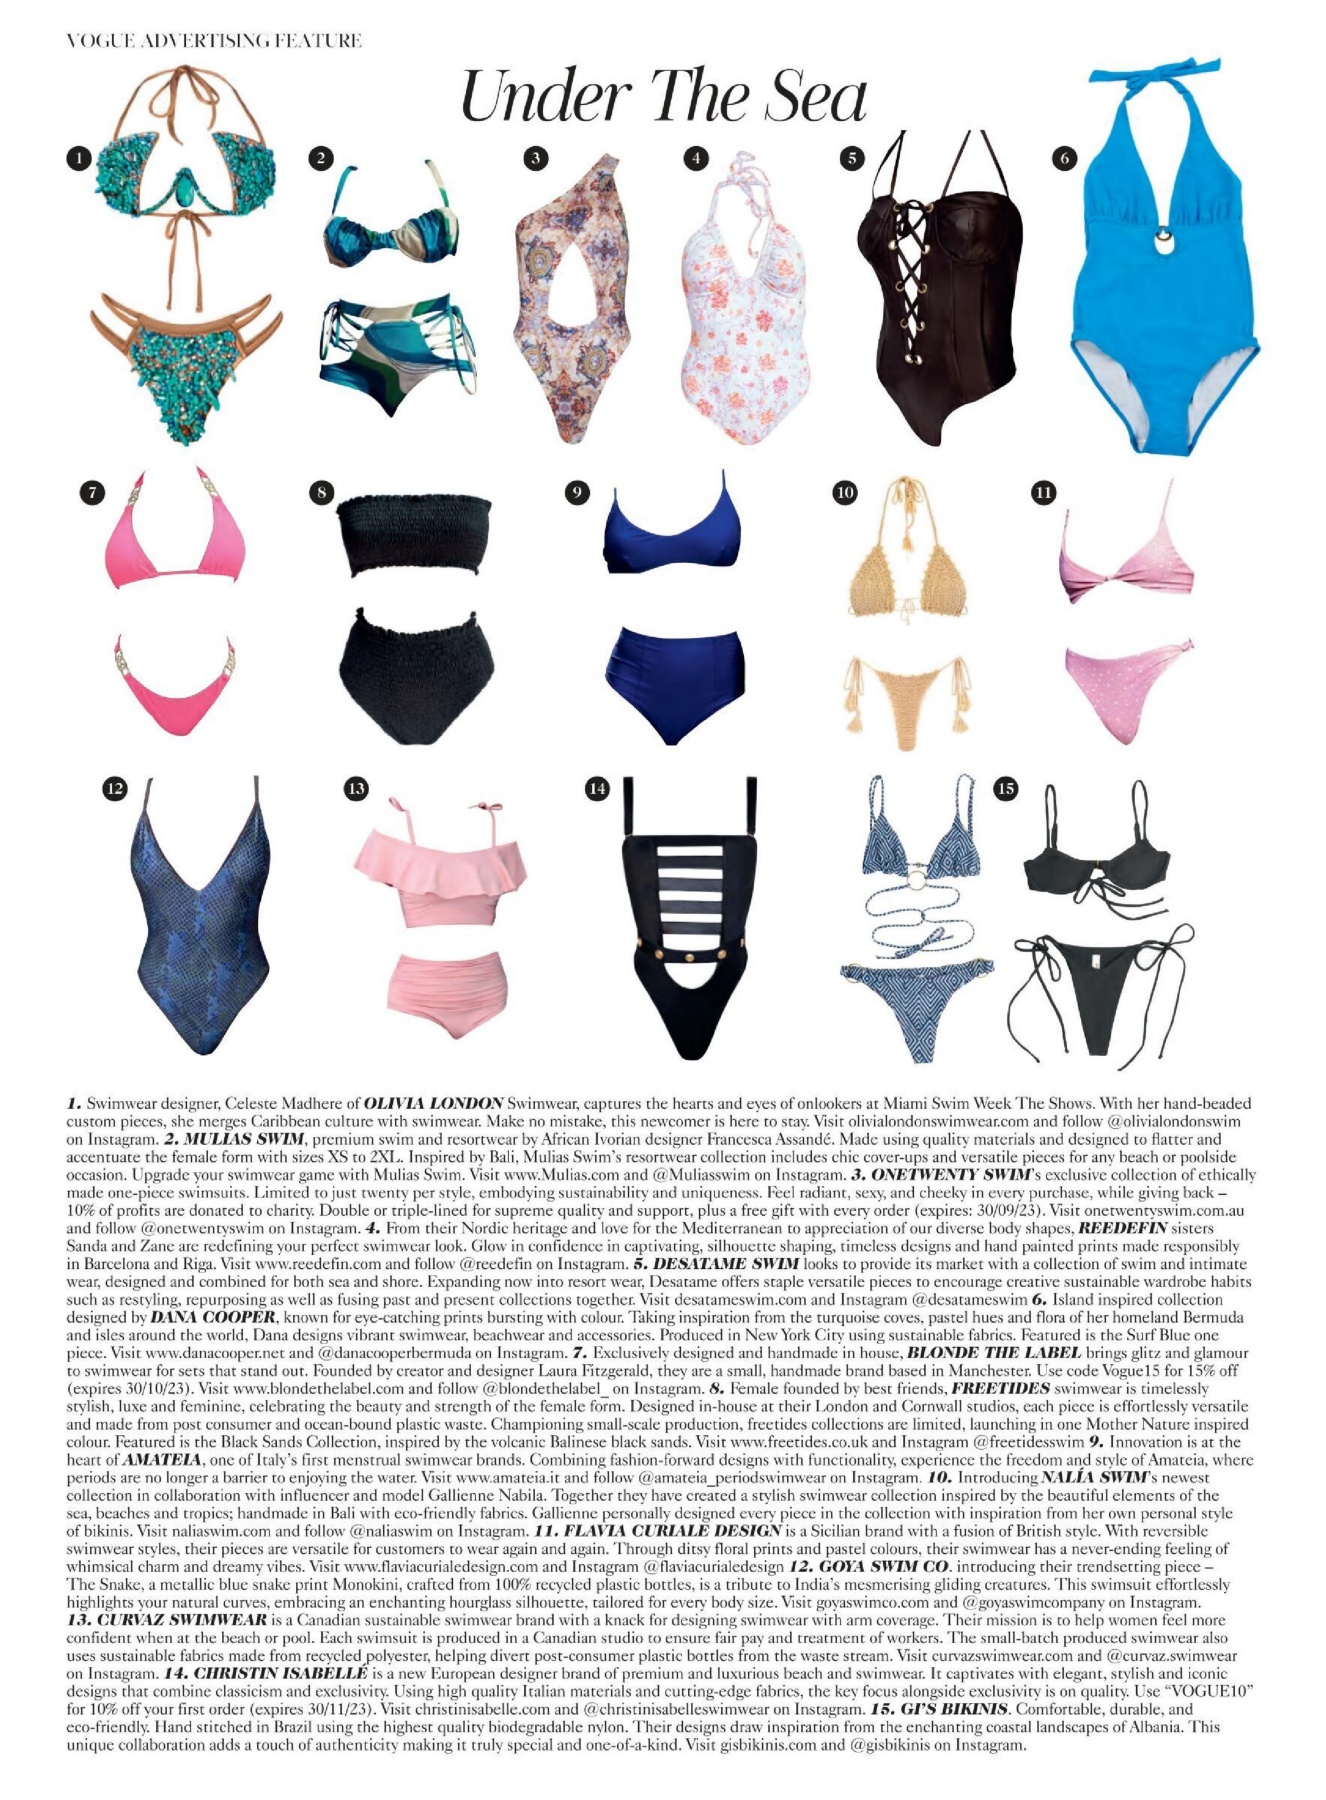 VOGUE ADVERTISING FEATURE
Under The Sea
1
2
3
4
5
6
7
8
9
10
11
12
13
14
15
1. Swimwear designer, Celeste Madhere of OLIVIA LONDON Swimwear, captures the hearts and eyes of onlookers at Miami Swim Week The Shows. With her hand-beaded
custom pieces, she merges Caribbean culture with swimwear. Make no mistake, this newcomer is here to stay. Visit olivialondonswimwear.com and follow @olivialondonswim
on Instagram. 2. MULIAS SWIM, premium swim and resortwear by African Ivorian designer Francesca Assandé. Made using quality materials and designed to flatter and
accentuate the female form with sizes XS to 2XL. Inspired by Bali, Mulias Swim's resortwear collection includes chic cover-ups and versatile pieces for any beach or poolside
occasion. Upgrade your swimwear game with Mulias Swim. Visit www.Mulias.com and @Muliasswim on Instagram. 3. ONETWENTY SWIM's exclusive collection of ethically
made one-piece swimsuits. Limited to just twenty per style, embodying sustainability and uniqueness. Feel radiant, sexy, and cheeky in every purchase, while giving back –
10% of profits are donated to charity. Double or triple-lined for supreme quality and support, plus a free gift with every order (expires: 30/09/23). Visit onetwentyswim.com.au
and follow @onetwentyswim on Instagram. 4. From their Nordic heritage and love for the Mediterranean to appreciation of our diverse body shapes, REEDEFIN sisters
Sanda and Zane are redefining your perfect swimwear look. Glow in confidence in captivating, silhouette shaping, timeless designs and hand painted prints made responsibly
in Barcelona and Riga. Visit www.reedefin.com and follow @reedefin on Instagram. 5. DESATAME SWIM looks to provide its market with a collection of swim and intimate
wear, designed and combined for both sea and shore. Expanding now into resort wear, Desatame offers staple versatile pieces to encourage creative sustainable wardrobe habits
such as restyling, repurposing as well as fusing past and present collections together. Visit desatameswim.com and Instagram @desatameswim 6. Island inspired collection
designed by DANA COOPER, known for eye-catching prints bursting with colour. Taking inspiration from the turquoise coves, pastel hues and flora of her homeland Bermuda
and isles around the world, Dana designs vibrant swimwear, beachwear and accessories. Produced in New York City using sustainable fabrics. Featured is the Surf Blue one
piece. Visit www.danacooper.net and @danacooperbermuda on Instagram. 7. Exclusively designed and handmade in house, BLONDE THE LABEL brings glitz and glamour
to swimwear for sets that stand out. Founded by creator and designer Laura Fitzgerald, they are a small, handmade brand based in Manchester. Use code Vogue15 for 15% off
(expires 30/10/23). Visit www.blondethelabel.com and follow @blondethelabel_ on Instagram. 8. Female founded by best friends, FREETIDES swimwear is timelessly
stylish, luxe and feminine, celebrating the beauty and strength of the female form. Designed in-house at their London and Cornwall studios, each piece is effortlessly versatile
and made from post consumer and ocean-bound plastic waste. Championing small-scale production, freetides collections are limited, launching in one Mother Nature inspired
colour. Featured is the Black Sands Collection, inspired by the volcanic Balinese black sands. Visit www.freetides.co.uk and Instagram @freetidesswim 9. Innovation is at the
heart of AMATEIA, one of Italy's first menstrual swimwear brands. Combining fashion-forward designs with functionality, experience the freedom and style of Amateia, where
periods are no longer a barrier to enjoying the water. Visit www.amateia.it and follow @amateia_periodswimwear on Instagram. 10. Introducing NALÍA SWIM's newest
collection in collaboration with influencer and model Gallienne Nabila. Together they have created a stylish swimwear collection inspired by the beautiful elements of the
sea, beaches and tropics; handmade in Bali with eco-friendly fabrics. Gallienne personally designed every piece in the collection with inspiration from her own personal style
of bikinis. Visit naliaswim.com and follow @naliaswim on Instagram. 11. FLAVIA CURIALE DESIGN is a Sicilian brand with a fusion of British style. With reversible
swimwear styles, their pieces are versatile for customers to wear again and again. Through ditsy floral prints and pastel colours, their swimwear has a never-ending feeling of
whimsical charm and dreamy vibes. Visit www.flaviacurialedesign.com and Instagram @flaviacurialedesign 12. GOYA SWIM CO. introducing their trendsetting piece –
The Snake, a metallic blue snake print Monokini, crafted from 100% recycled plastic bottles, is a tribute to India's mesmerising gliding creatures. This swimsuit effortlessly
highlights your natural curves, embracing an enchanting hourglass silhouette, tailored for every body size. Visit goyaswimco.com and @goyaswimcompany on Instagram.
13. CURVAZ SWIMWEAR is a Canadian sustainable swimwear brand with a knack for designing swimwear with arm coverage. Their mission is to help women feel more
confident when at the beach or pool. Each swimsuit is produced in a Canadian studio to ensure fair pay and treatment of workers. The small-batch produced swimwear also
uses sustainable fabrics made from recycled polyester, helping divert post-consumer plastic bottles from the waste stream. Visit curvazswimwear.com and @curvaz.swimwear
on Instagram. 14. CHRISTIN ISABELLÉ is a new European designer brand of premium and luxurious beach and swimwear. It captivates with elegant, stylish and iconic
designs that combine classicism and exclusivity. Using high quality Italian materials and cutting-edge fabrics, the key focus alongside exclusivity is on quality. Use “VOGUE10”
for 10% off your first order (expires 30/11/23). Visit christinisabelle.com and @christinisabelleswimwear on Instagram. 15. GI'S BIKINIS. Comfortable, durable, and
eco-friendly. Hand stitched in Brazil using the highest quality biodegradable nylon. Their designs draw inspiration from the enchanting coastal landscapes of Albania. This
unique collaboration adds a touch of authenticity making it truly special and one-of-a-kind. Visit gisbikinis.com and @gisbikinis on Instagram.